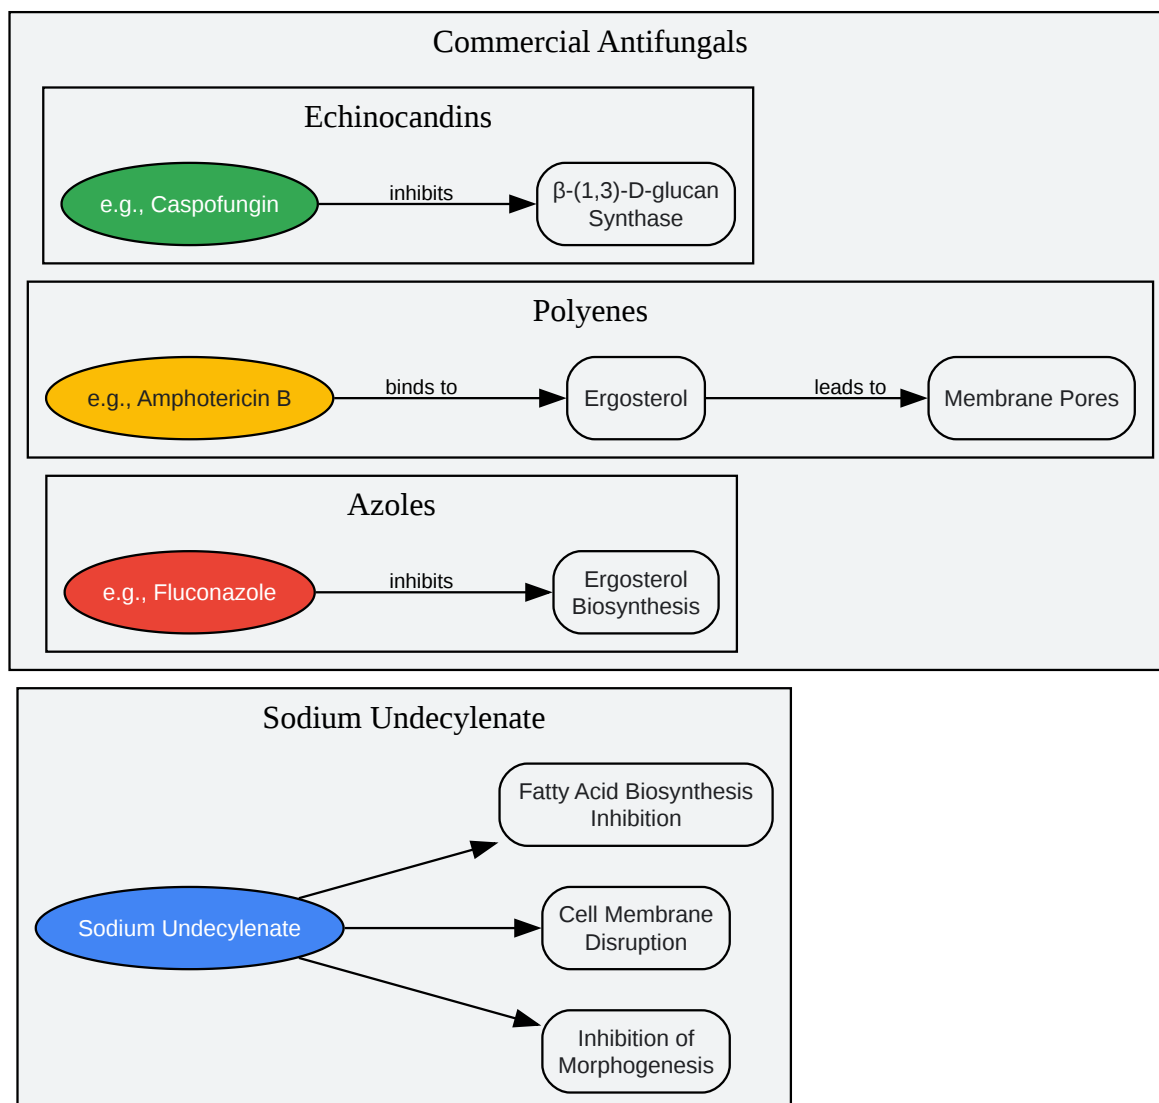 Commercial Antifungals
Echinocandins
e.g., Caspofungin
inhibits
β-(1,3)-D-glucan
Synthase
Polyenes
e.g., Amphotericin B
binds to
Ergosterol
leads to
Membrane Pores
Azoles
e.g., Fluconazole
inhibits
Ergosterol
Biosynthesis
Sodium Undecylenate
Fatty Acid Biosynthesis
Inhibition
Sodium Undecylenate
Cell Membrane
Disruption
Inhibition of
Morphogenesis